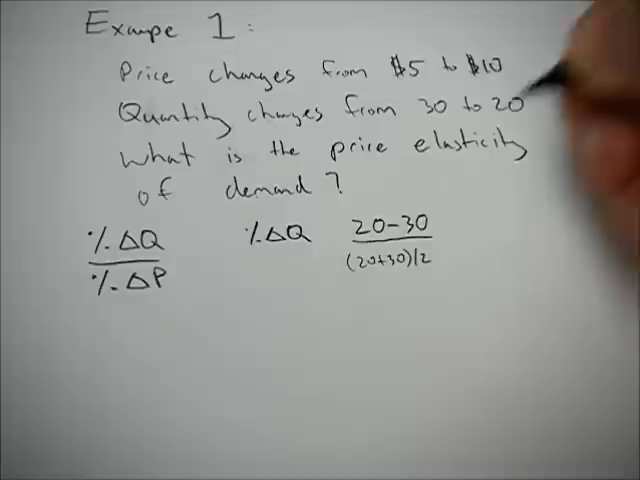 Exampe 1:
Price changes from $5 to $10
Quantity changes from 30 to 20
What is the price elasticity
of demand?
%ΔQ
%ΔP
%ΔQ
20-30
(20+30)/2